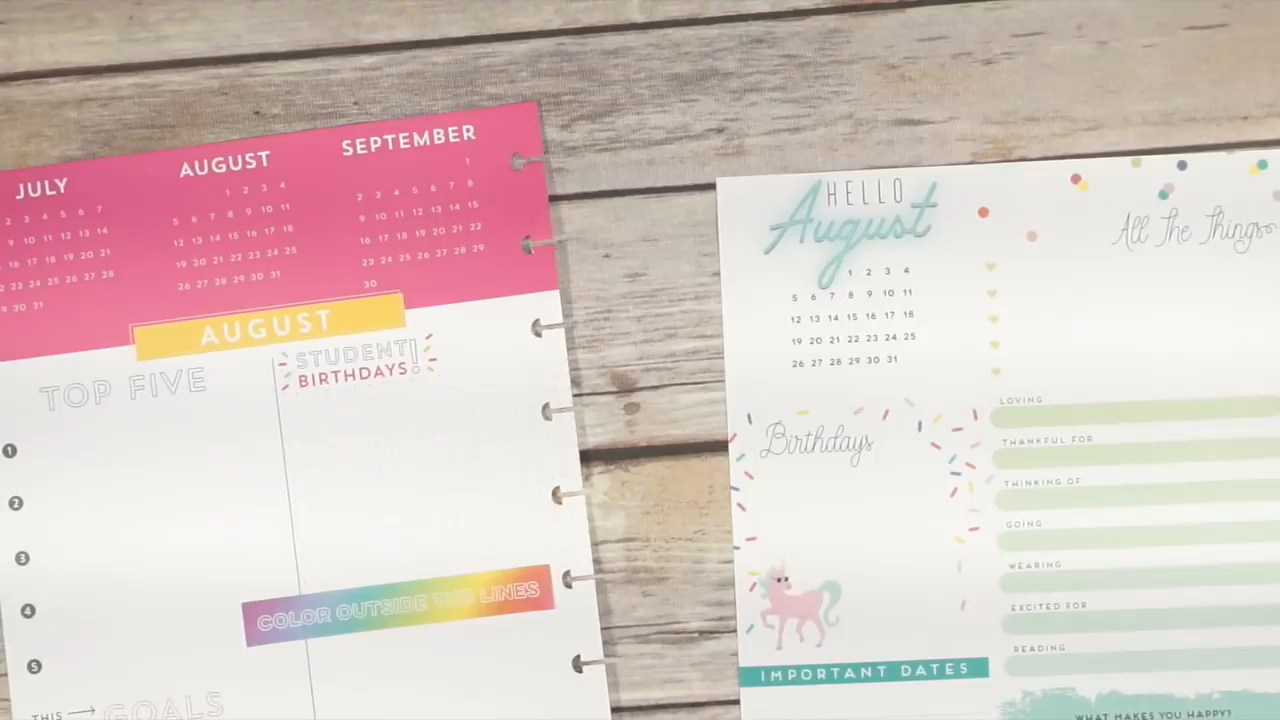 JULY
2 3 4 5 6 7
9 10 11 12 13 14
16 17 18 19 20 21
23 24 25 26 27 28
30 31
AUGUST
1 2 3 4
5 6 7 8 9 10 11
12 13 14 15 16 17 18
19 20 21 22 23 24 25
26 27 28 29 30 31
SEPTEMBER
1
2 3 4 5 6 7 8
9 10 11 12 13 14 15
16 17 18 19 20 21 22
23 24 25 26 27 28 29
30
AUGUST
TOP FIVE
1
2
3
4
5
THIS → GOALS
STUDENT!
BIRTHDAYS
COLOR OUTSIDE THE LINES
HELLO
August
1 2 3 4
5 6 7 8 9 10 11
12 13 14 15 16 17 18
19 20 21 22 23 24 25
26 27 28 29 30 31
Birthdays
IMPORTANT DATES
All The Things
LOVING
THANKFUL FOR
THINKING OF
GOING
WEARING
EXCITED FOR
READING
WHAT MAKES YOU HAPPY?